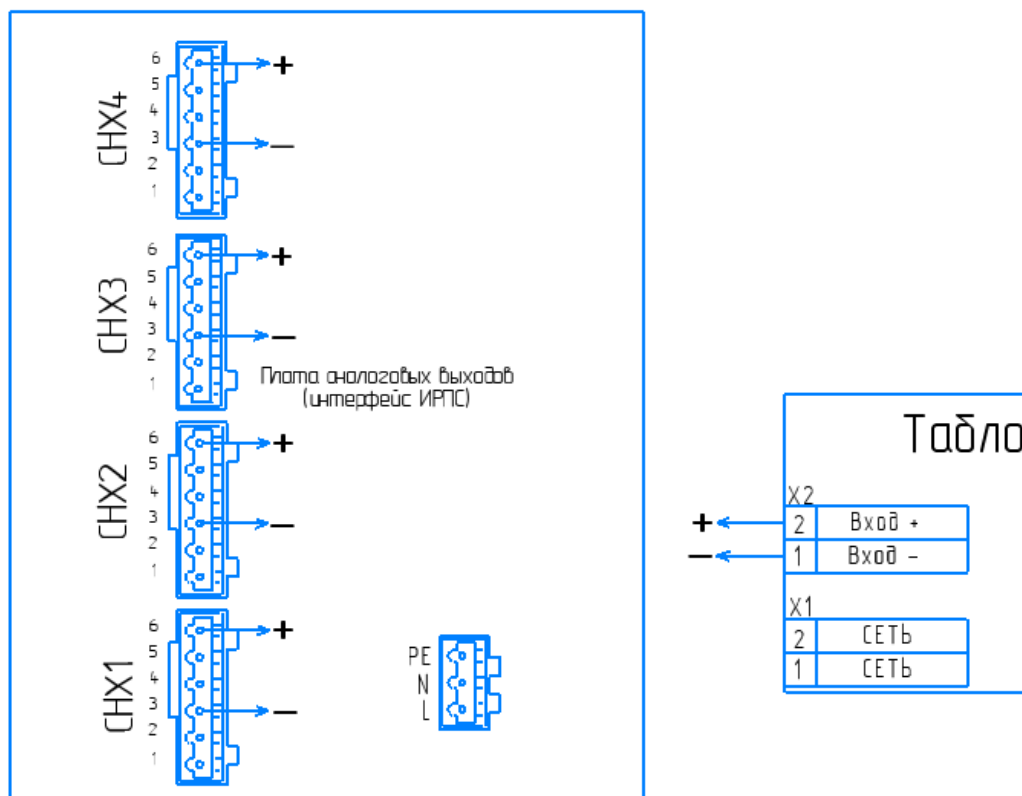 CHX4
6
5
4
3
2
1
+
—
CHX3
6
5
4
3
2
1
+
—
Плата аналоговых выходов
(интерфейс ИРПС)
CHX2
6
5
4
3
2
1
+
—
CHX1
6
5
4
3
2
1
+
—
PE
N
L
Табло
X2
+ 2 Вход +
— 1 Вход -
X1
2 СЕТЬ
1 СЕТЬ